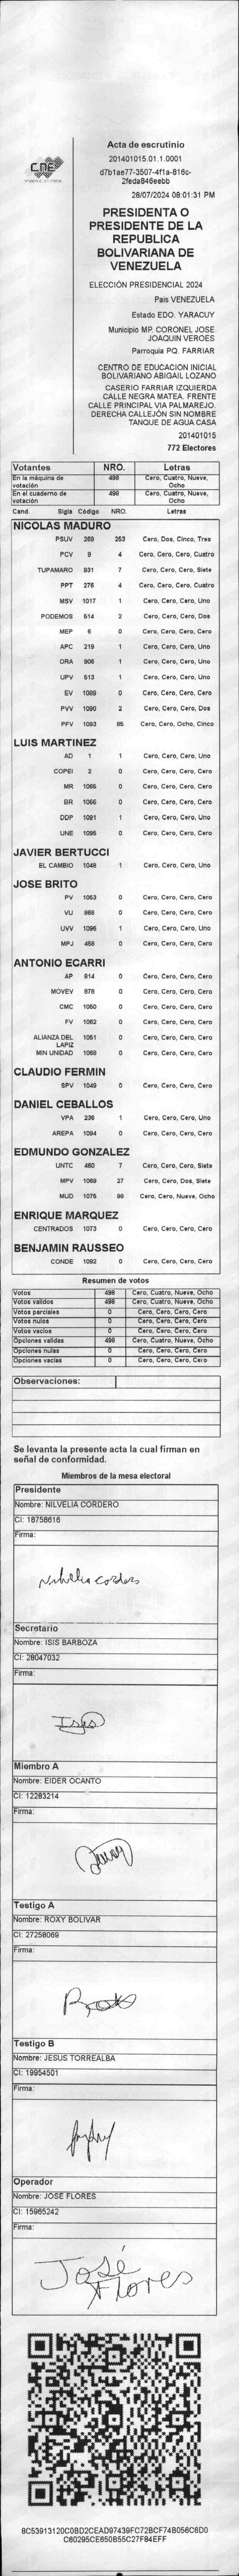 CNE
Acta de escrutinio
201401015.01.1.0001
d7b1ae77-3507-4f1a-816c-
2feda846eebb
28/07/2024 08:01:31 PM
PRESIDENTA O
PRESIDENTE DE LA
REPUBLICA
BOLIVARIANA DE
VENEZUELA
ELECCIÓN PRESIDENCIAL 2024
Pais VENEZUELA
Estado EDO. YARACUY
Municipio MP. CORONEL JOSE
JOAQUIN VEROES
Parroquia PQ. FARRIAR
CENTRO DE EDUCACION INICIAL
BOLIVARIANO ABIGAIL LOZANO
CASERIO FARRIAR IZQUIERDA
CALLE NEGRA MATEA. FRENTE
CALLE PRINCIPAL VIA PALMAREJO.
DERECHA CALLEJÓN SIN NOMBRE
TANQUE DE AGUA CASA
201401015
772 Electores
Votantes NRO. Letras
En la máquina de votación 498 Cero, Cuatro, Nueve, Ocho
En el cuaderno de votación 498 Cero, Cuatro, Nueve, Ocho
Cand. Sigla Código NRO. Letras
NICOLAS MADURO
PSUV 269 253 Cero, Dos, Cinco, Tres
PCV 9 4 Cero, Cero, Cero, Cuatro
TUPAMARO 931 7 Cero, Cero, Cero, Siete
PPT 276 4 Cero, Cero, Cero, Cuatro
MSV 1017 1 Cero, Cero, Cero, Uno
PODEMOS 514 2 Cero, Cero, Cero, Dos
MEP 6 0 Cero, Cero, Cero, Cero
APC 219 1 Cero, Cero, Cero, Uno
ORA 906 1 Cero, Cero, Cero, Uno
UPV 513 1 Cero, Cero, Cero, Uno
EV 1099 0 Cero, Cero, Cero, Cero
PVV 1090 2 Cero, Cero, Cero, Dos
PFV 1093 85 Cero, Cero, Ocho, Cinco
LUIS MARTINEZ
AD 1 1 Cero, Cero, Cero, Uno
COPEI 2 0 Cero, Cero, Cero, Cero
MR 1065 0 Cero, Cero, Cero, Cero
BR 1066 0 Cero, Cero, Cero, Cero
DDP 1091 1 Cero, Cero, Cero, Uno
UNE 1095 0 Cero, Cero, Cero, Cero
JAVIER BERTUCCI
EL CAMBIO 1048 1 Cero, Cero, Cero, Uno
JOSE BRITO
PV 1053 0 Cero, Cero, Cero, Cero
VU 868 0 Cero, Cero, Cero, Cero
UVV 1096 1 Cero, Cero, Cero, Uno
MPJ 458 0 Cero, Cero, Cero, Cero
ANTONIO ECARRI
AP 814 0 Cero, Cero, Cero, Cero
MOVEV 878 0 Cero, Cero, Cero, Cero
CMC 1050 0 Cero, Cero, Cero, Cero
FV 1062 0 Cero, Cero, Cero, Cero
ALIANZA DEL LAPIZ 1051 0 Cero, Cero, Cero, Cero
MIN UNIDAD 1068 0 Cero, Cero, Cero, Cero
CLAUDIO FERMIN
SPV 1049 0 Cero, Cero, Cero, Cero
DANIEL CEBALLOS
VPA 236 1 Cero, Cero, Cero, Uno
AREPA 1094 0 Cero, Cero, Cero, Cero
EDMUNDO GONZALEZ
UNTC 460 7 Cero, Cero, Cero, Siete
MPV 1069 27 Cero, Cero, Dos, Siete
MUD 1075 98 Cero, Cero, Nueve, Ocho
ENRIQUE MARQUEZ
CENTRADOS 1073 0 Cero, Cero, Cero, Cero
BENJAMIN RAUSSEO
CONDE 1092 0 Cero, Cero, Cero, Cero
Resumen de votos
Votos 498 Cero, Cuatro, Nueve, Ocho
Votos validos 498 Cero, Cuatro, Nueve, Ocho
Votos parciales 0 Cero, Cero, Cero, Cero
Votos nulos 0 Cero, Cero, Cero, Cero
Votos vacios 0 Cero, Cero, Cero, Cero
Opciones validas 498 Cero, Cuatro, Nueve, Ocho
Opciones nulas 0 Cero, Cero, Cero, Cero
Opciones vacias 0 Cero, Cero, Cero, Cero
Observaciones:
Se levanta la presente acta la cual firman en
señal de conformidad.
Miembros de la mesa electoral
Presidente
Nombre: NILVELIA CORDERO
CI: 18758616
Firma:
Secretario
Nombre: ISIS BARBOZA
CI: 28047032
Firma:
Isis
Miembro A
Nombre: EIDER OCANTO
CI: 12283214
Firma:
Testigo A
Nombre: ROXY BOLIVAR
CI: 27258069
Firma:
Testigo B
Nombre: JESUS TORREALBA
CI: 19954501
Firma:
Operador
Nombre: JOSE FLORES
CI: 15965242
Firma:
José
Flores
8C53913120C0BD2CEAD97439FC72BCF74B056C6D0
C60295CE650B55C27F84EFF